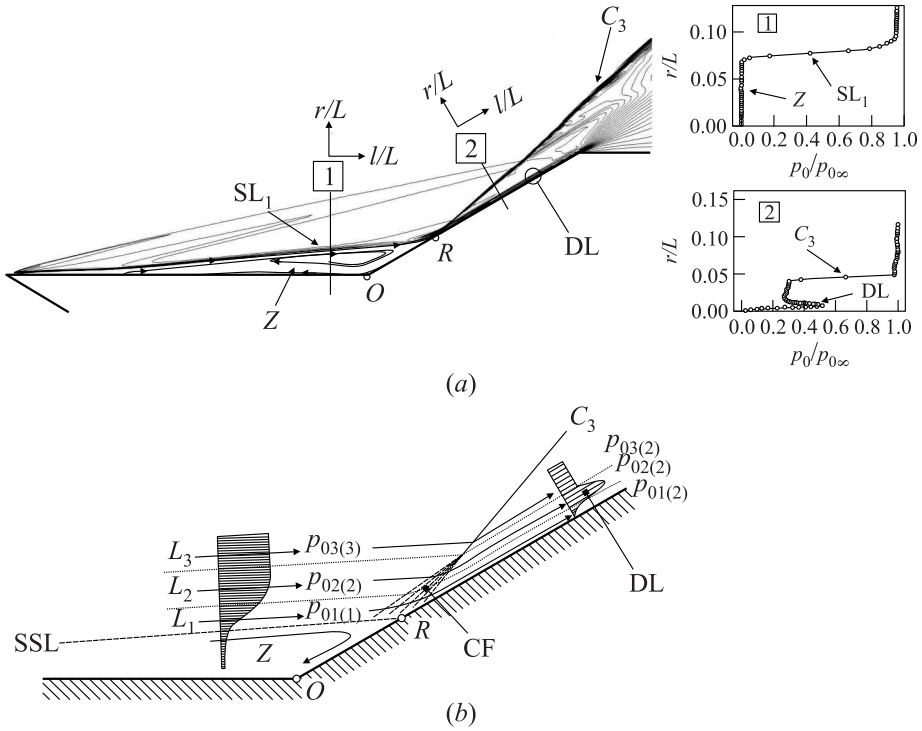 C₃
r/L
l/L
r/L
l/L
1
2
SL₁
R
DL
O
Z
(a)
1
0.10
0.05
0.00
r/L
SL₁
Z
0.0 0.2 0.4 0.6 0.8 1.0
p₀/p₀∞
2
0.15
0.10
0.05
0.00
r/L
C₃
DL
0.0 0.2 0.4 0.6 0.8 1.0
p₀/p₀∞
C₃
p₀₃₍₂₎
p₀₂₍₂₎
p₀₁₍₂₎
DL
L₃ p₀₃₍₃₎
L₂ p₀₂₍₂₎
L₁ p₀₁₍₁₎
SSL
Z
R
CF
O
(b)